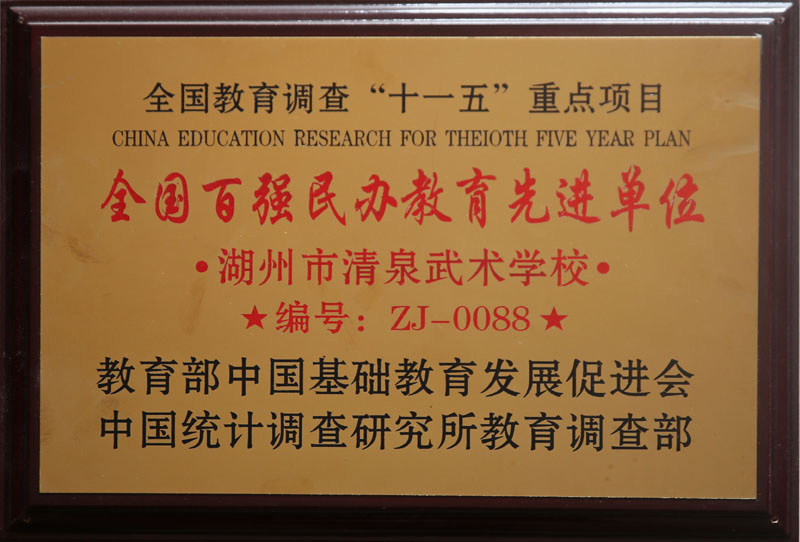 全国教育调查“十一五”重点项目
CHINA EDUCATION RESEARCH FOR THEIOTH FIVE YEAR PLAN
全国百强民办教育先进单位
•湖州市清泉武术学校•
★编号：ZJ-0088★
教育部中国基础教育发展促进会
中国统计调查研究所教育调查部